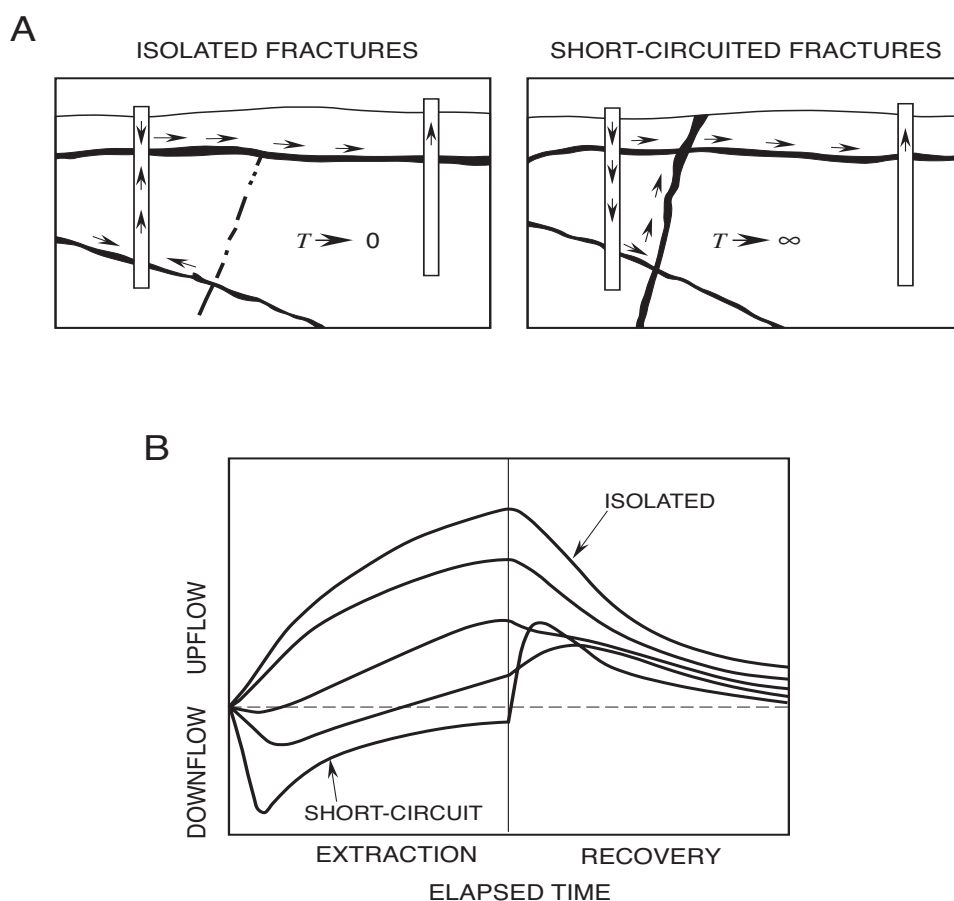 A
ISOLATED FRACTURES
SHORT-CIRCUITED FRACTURES
T → 0
T → ∞
B
ISOLATED
UPFLOW
DOWNFLOW
SHORT-CIRCUIT
EXTRACTION
RECOVERY
ELAPSED TIME